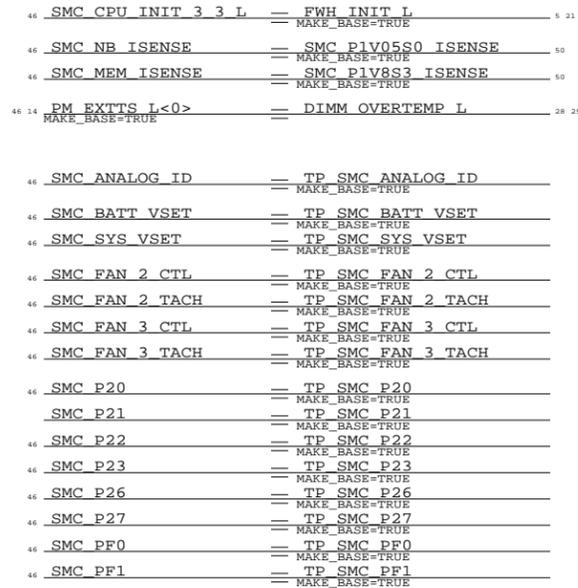 46 SMC_CPU_INIT_3_3_L = FWH_INIT_L 5 21
MAKE_BASE=TRUE
46 SMC_NB_ISENSE = SMC_P1V05S0_ISENSE 50
MAKE_BASE=TRUE
46 SMC_MEM_ISENSE = SMC_P1V8S3_ISENSE 50
MAKE_BASE=TRUE
46 14 PM_EXTTS_L<0> = DIMM_OVERTEMP_L 28 29
MAKE_BASE=TRUE
46 SMC_ANALOG_ID = TP_SMC_ANALOG_ID
MAKE_BASE=TRUE
46 SMC_BATT_VSET = TP_SMC_BATT_VSET
MAKE_BASE=TRUE
46 SMC_SYS_VSET = TP_SMC_SYS_VSET
MAKE_BASE=TRUE
46 SMC_FAN_2_CTL = TP_SMC_FAN_2_CTL
MAKE_BASE=TRUE
46 SMC_FAN_2_TACH = TP_SMC_FAN_2_TACH
MAKE_BASE=TRUE
46 SMC_FAN_3_CTL = TP_SMC_FAN_3_CTL
MAKE_BASE=TRUE
46 SMC_FAN_3_TACH = TP_SMC_FAN_3_TACH
MAKE_BASE=TRUE
46 SMC_P20 = TP_SMC_P20
MAKE_BASE=TRUE
SMC_P21 = TP_SMC_P21
MAKE_BASE=TRUE
46 SMC_P22 = TP_SMC_P22
MAKE_BASE=TRUE
46 SMC_P23 = TP_SMC_P23
MAKE_BASE=TRUE
46 SMC_P26 = TP_SMC_P26
MAKE_BASE=TRUE
46 SMC_P27 = TP_SMC_P27
MAKE_BASE=TRUE
46 SMC_PF0 = TP_SMC_PF0
MAKE_BASE=TRUE
46 SMC_PF1 = TP_SMC_PF1
MAKE_BASE=TRUE